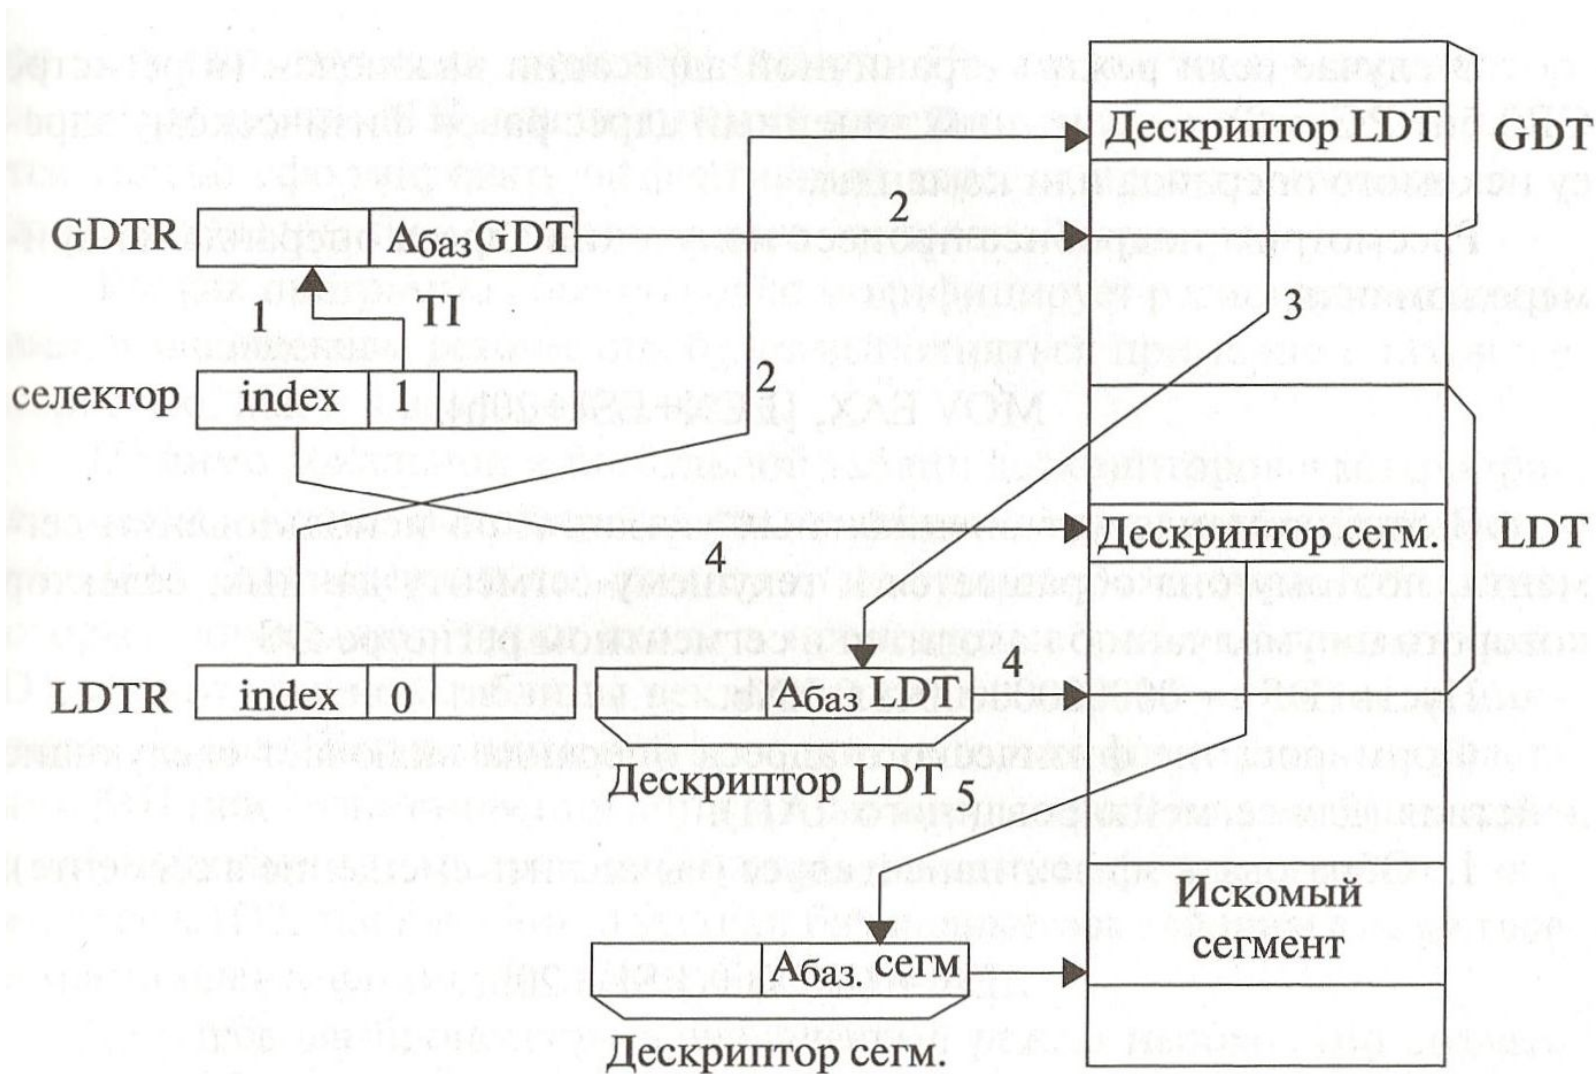 Дескриптор LDT
GDT
GDTR
Абаз GDT
2
1
TI
3
селектор
index
1
2
4
Дескриптор сегм.
LDT
LDTR
index
0
Абаз LDT
4
Дескриптор LDT
5
Искомый
сегмент
Абаз. сегм
Дескриптор сегм.